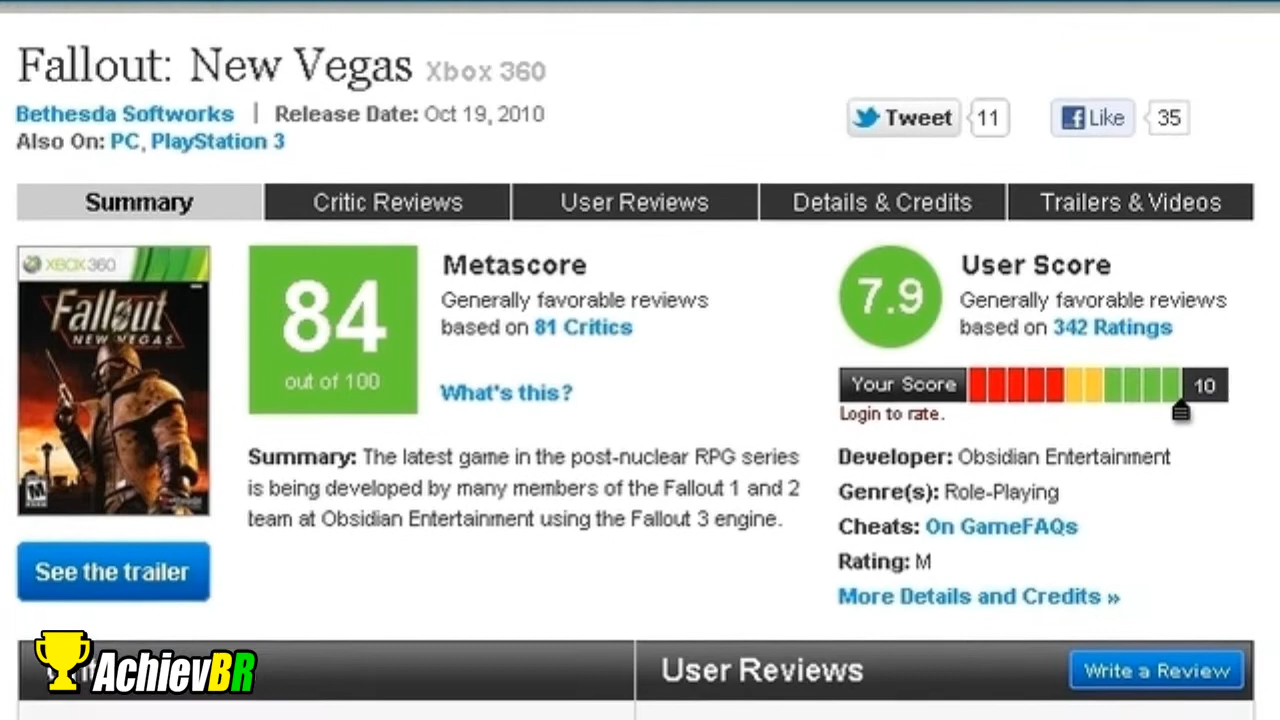 Fallout: New Vegas Xbox 360
Bethesda Softworks | Release Date: Oct 19, 2010
Also On: PC, PlayStation 3
Tweet 11
Like 35
Summary Critic Reviews User Reviews Details & Credits Trailers & Videos
XBOX 360
Fallout
NEW VEGAS
M
84
out of 100
Metascore
Generally favorable reviews
based on 81 Critics
What's this?
7.9
User Score
Generally favorable reviews
based on 342 Ratings
Your Score 10
Login to rate.
Summary: The latest game in the post-nuclear RPG series
is being developed by many members of the Fallout 1 and 2
team at Obsidian Entertainment using the Fallout 3 engine.
See the trailer
Developer: Obsidian Entertainment
Genre(s): Role-Playing
Cheats: On GameFAQs
Rating: M
More Details and Credits »
AchievBR
User Reviews
Write a Review